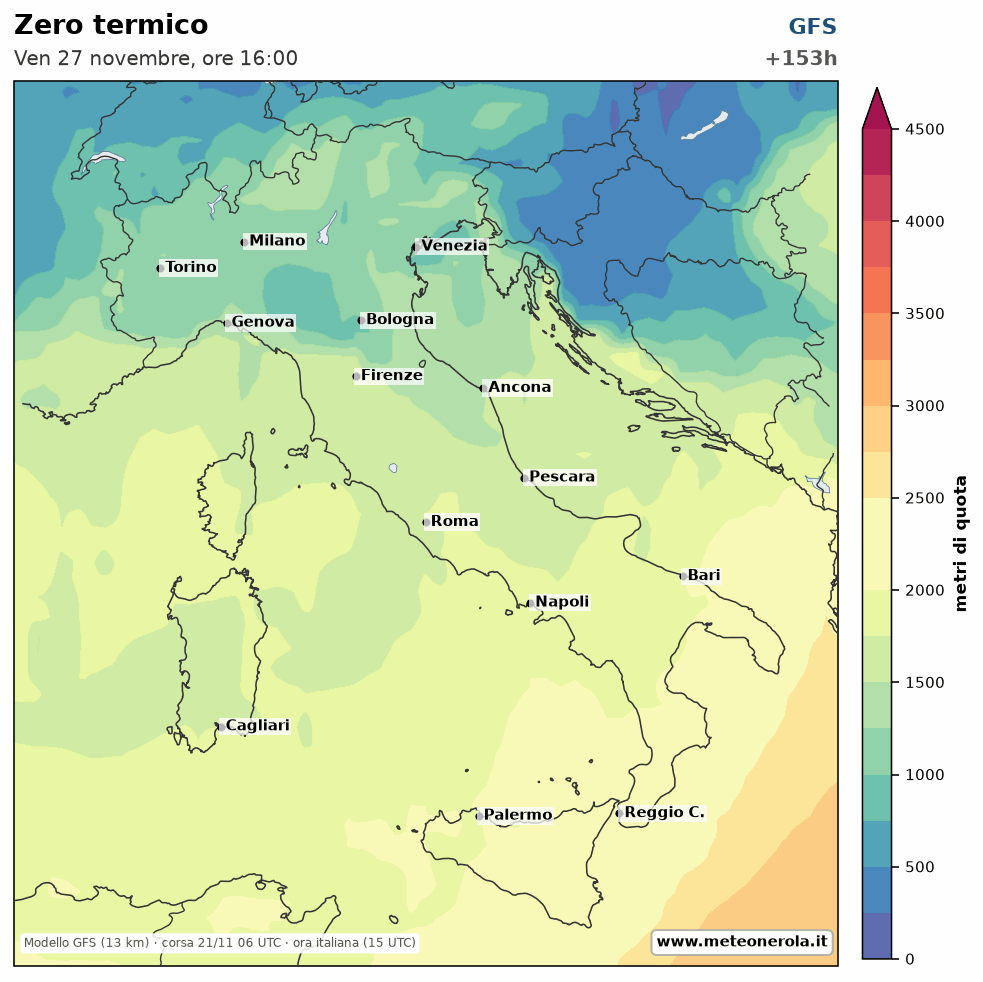 Zero termico
GFS
Ven 27 novembre, ore 16:00
+153h
Milano
Venezia
Torino
Genova
Bologna
Firenze
Ancona
Pescara
Roma
Bari
Napoli
Cagliari
Palermo
Reggio C.
4500
4000
3500
3000
2500
2000
1500
1000
500
0
metri di quota
Modello GFS (13 km) · corsa 21/11 06 UTC · ora italiana (15 UTC)
www.meteonerola.it